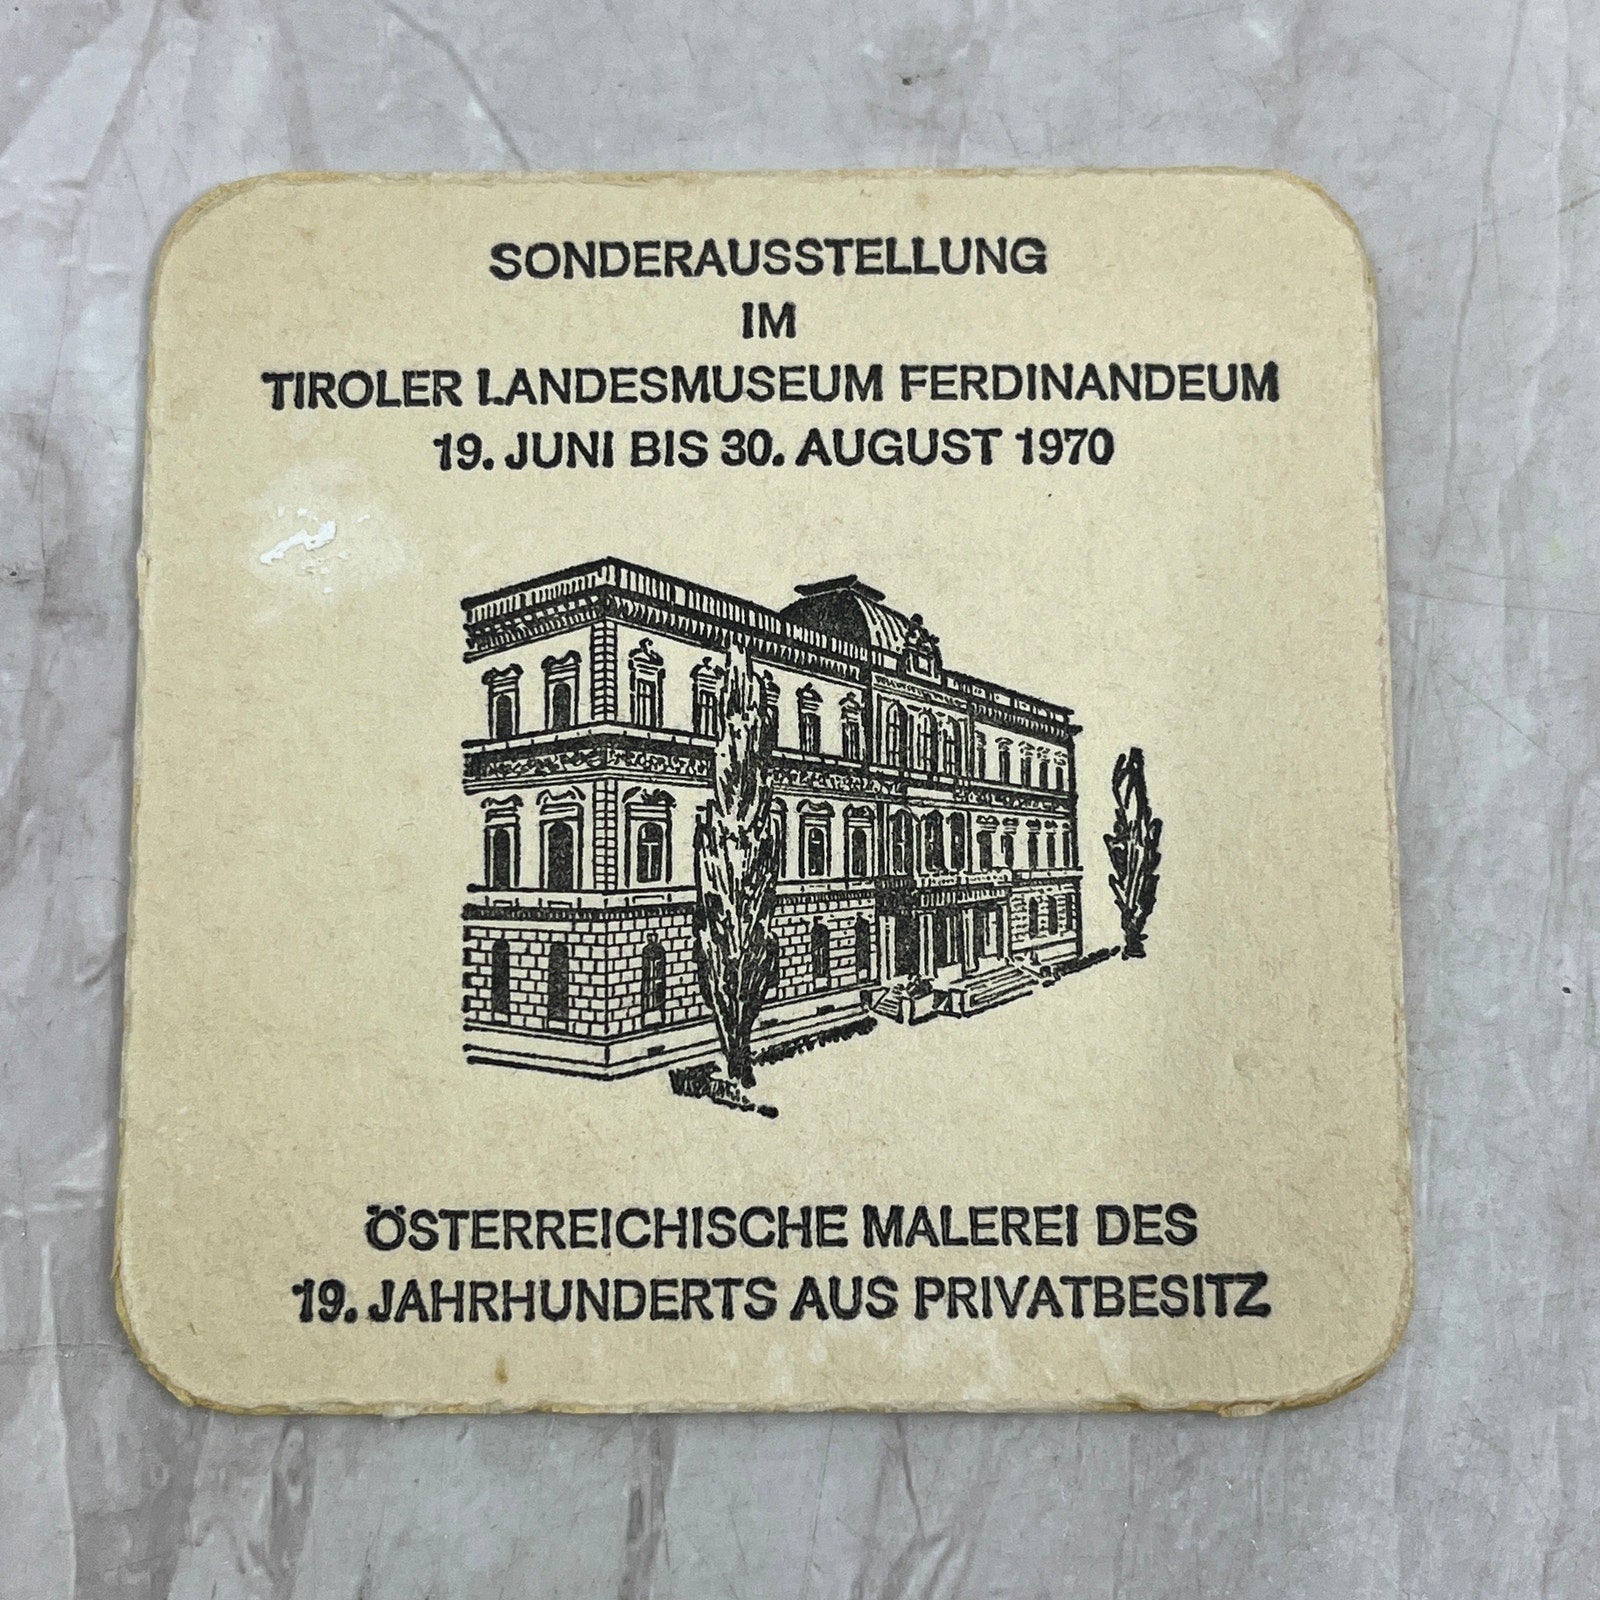 SONDERAUSSTELLUNG
IM
TIROLER LANDESMUSEUM FERDINANDEUM
19. JUNI BIS 30. AUGUST 1970
ÖSTERREICHISCHE MALEREI DES
19. JAHRHUNDERTS AUS PRIVATBESITZ